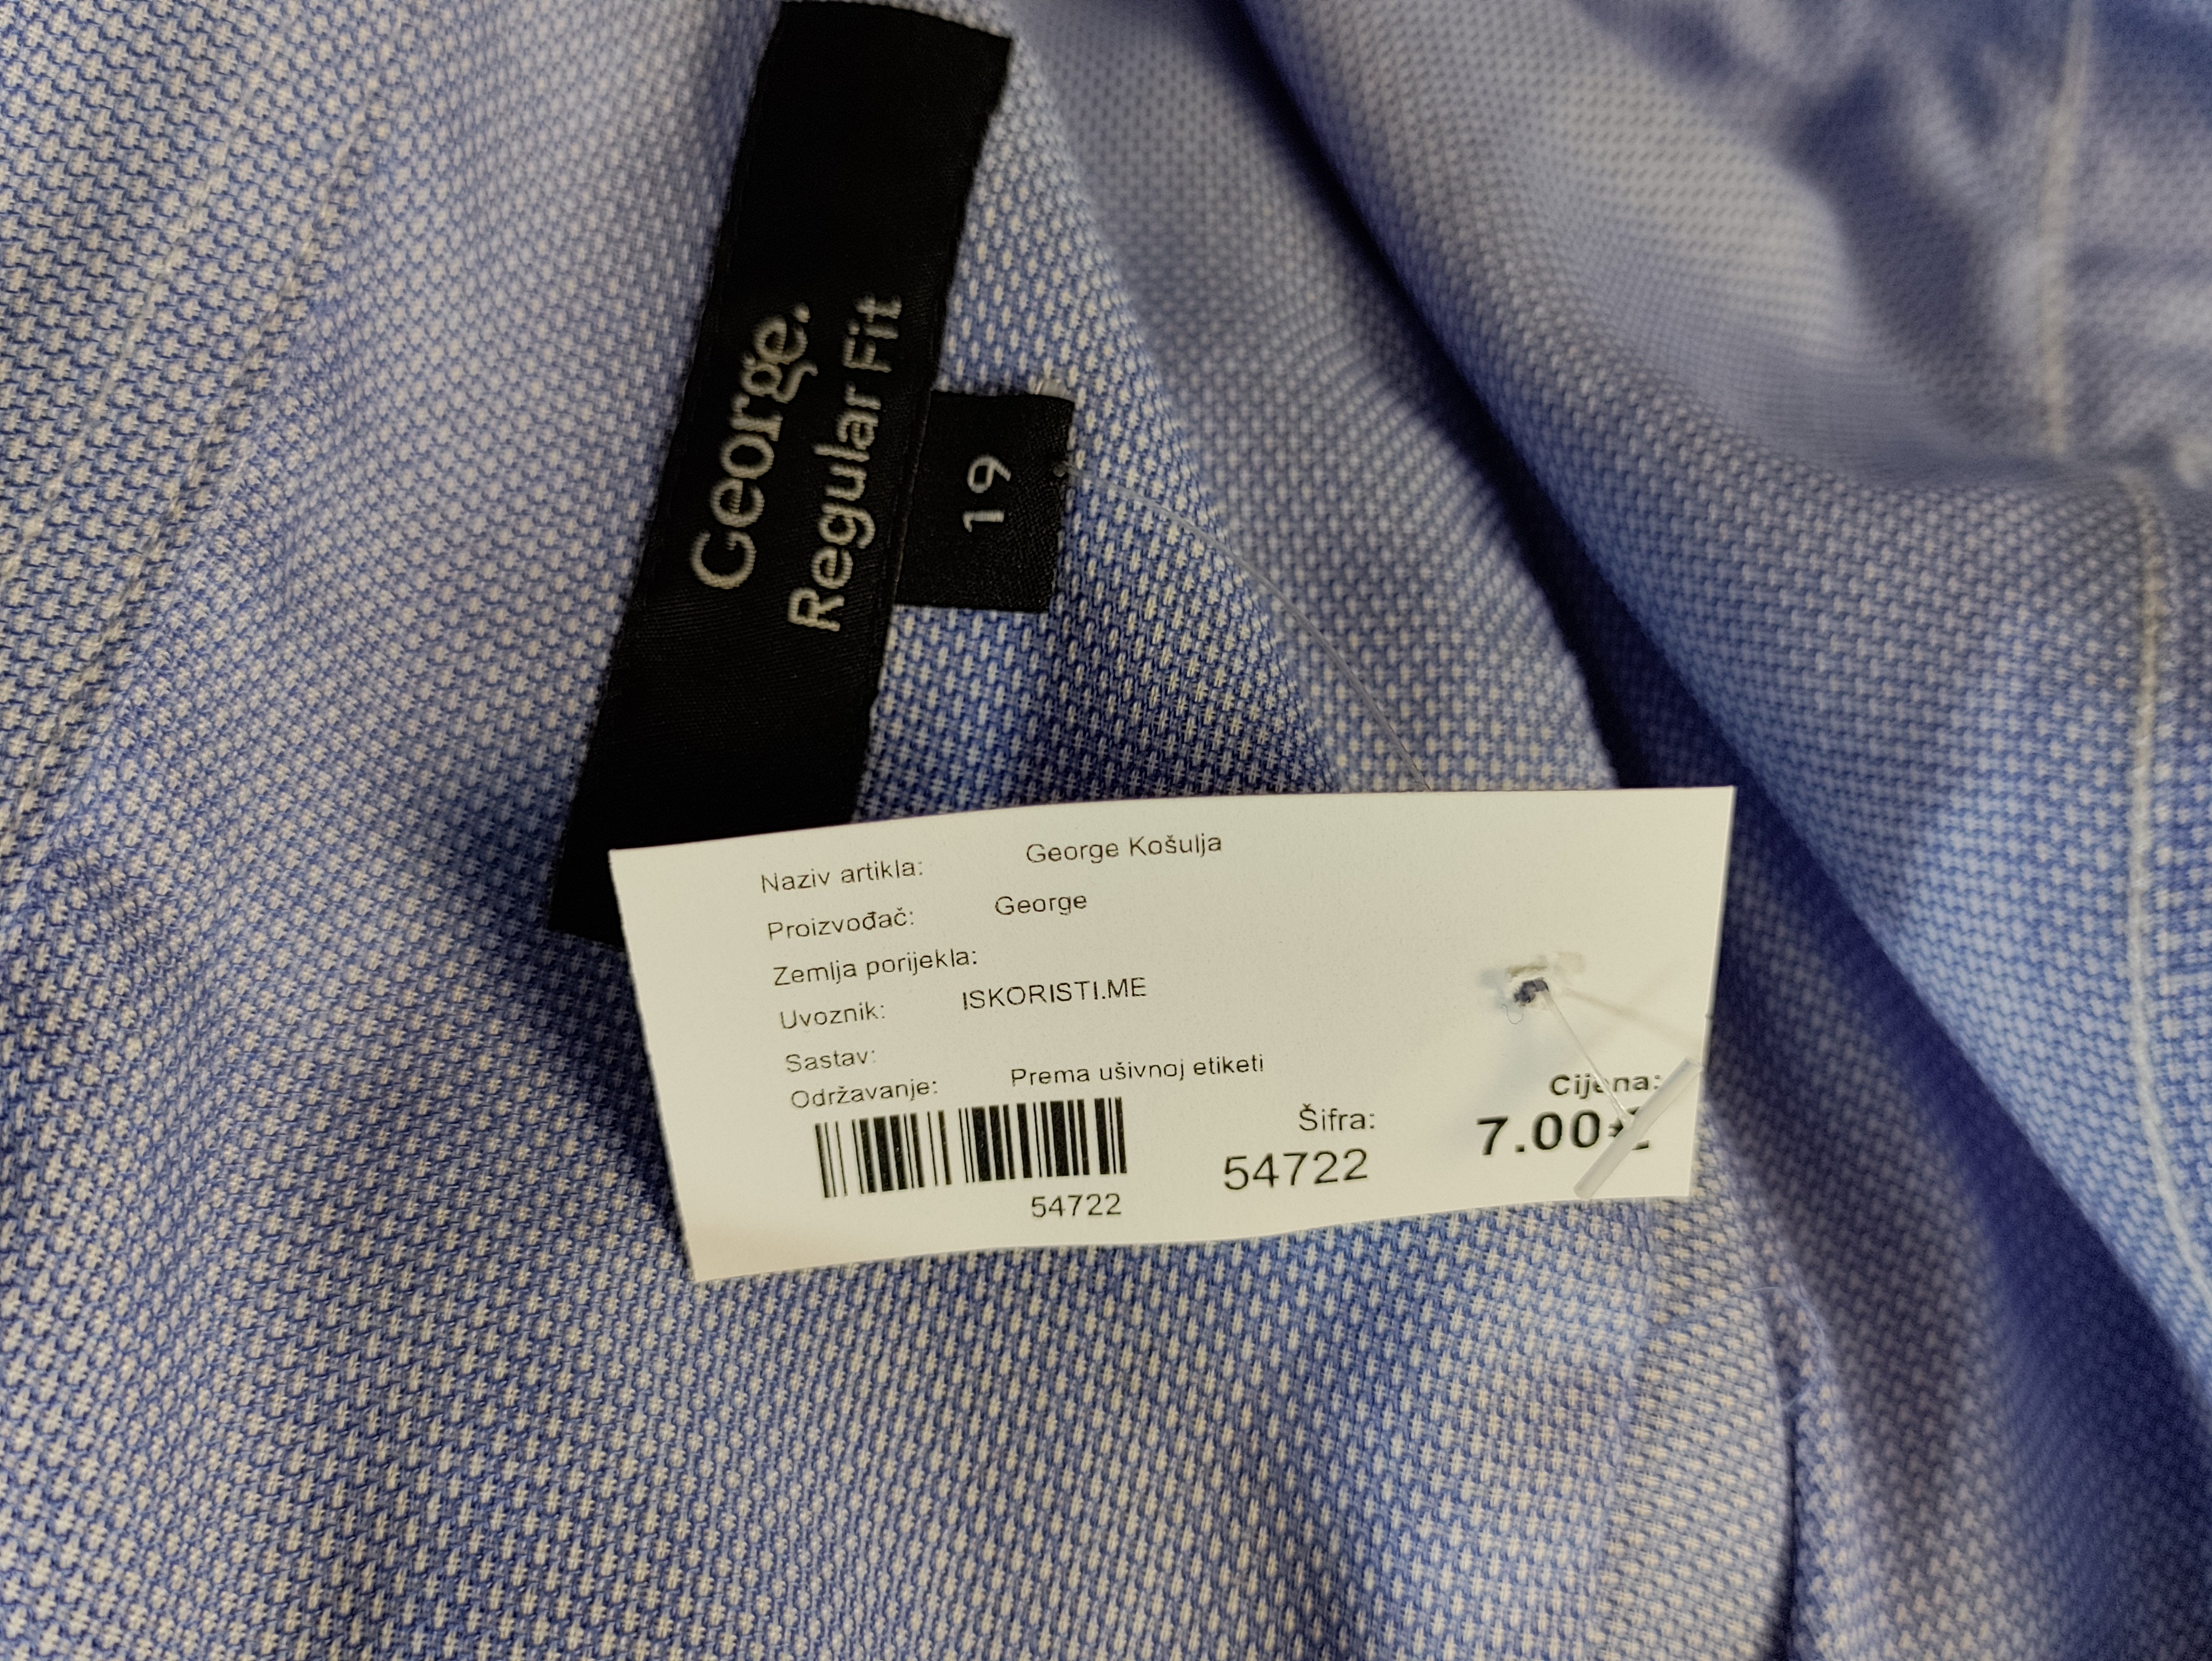 George.
Regular Fit
19
Naziv artikla: George Košulja
Proizvođač: George
Zemlja porijekla:
Uvoznik: ISKORISTI.ME
Sastav:
Održavanje: Prema ušivnoj etiketi
Šifra:
Cijena:
54722
7.00€
54722